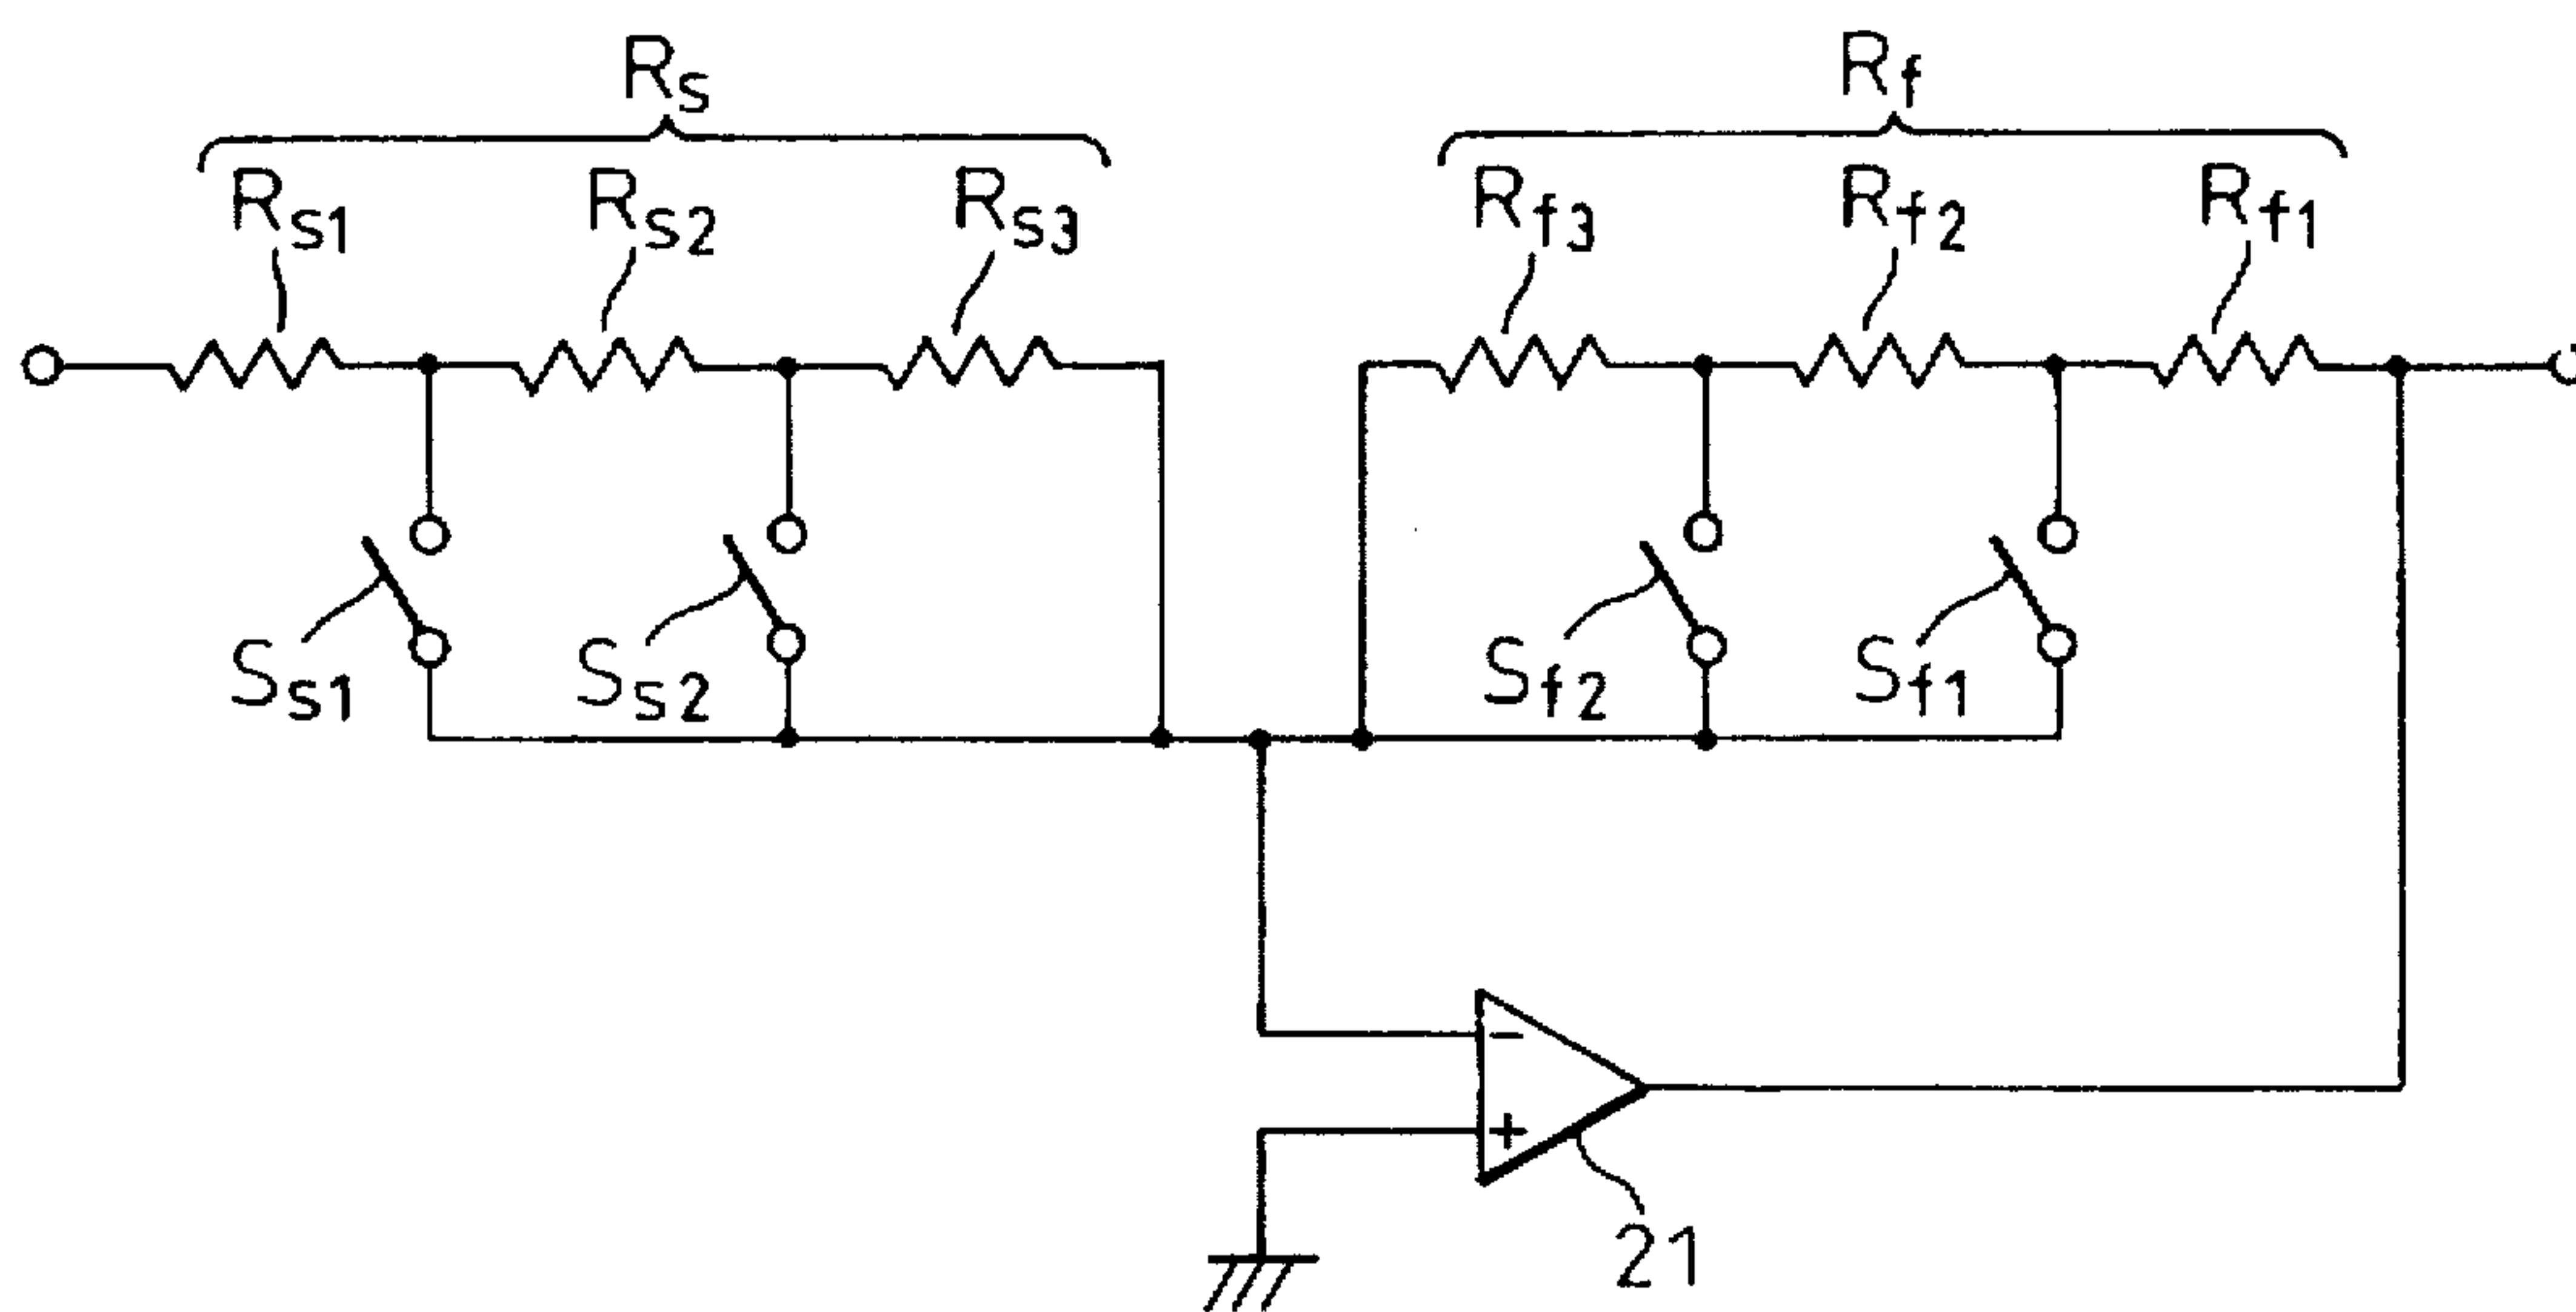 Rs Rf
Rs1 Rs2 Rs3 Rf3 Rf2 Rf1
Ss1 Ss2 Sf2 Sf1
−
+
21